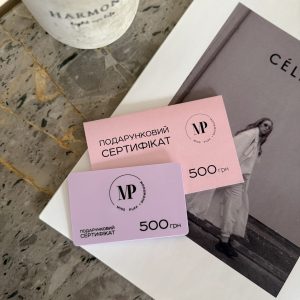 HARMON
CÉL
ПОДАРУНКОВИЙ
СЕРТИФІКАТ
MP
500 грн
MP
ПОДАРУНКОВИЙ
СЕРТИФІКАТ
500 грн